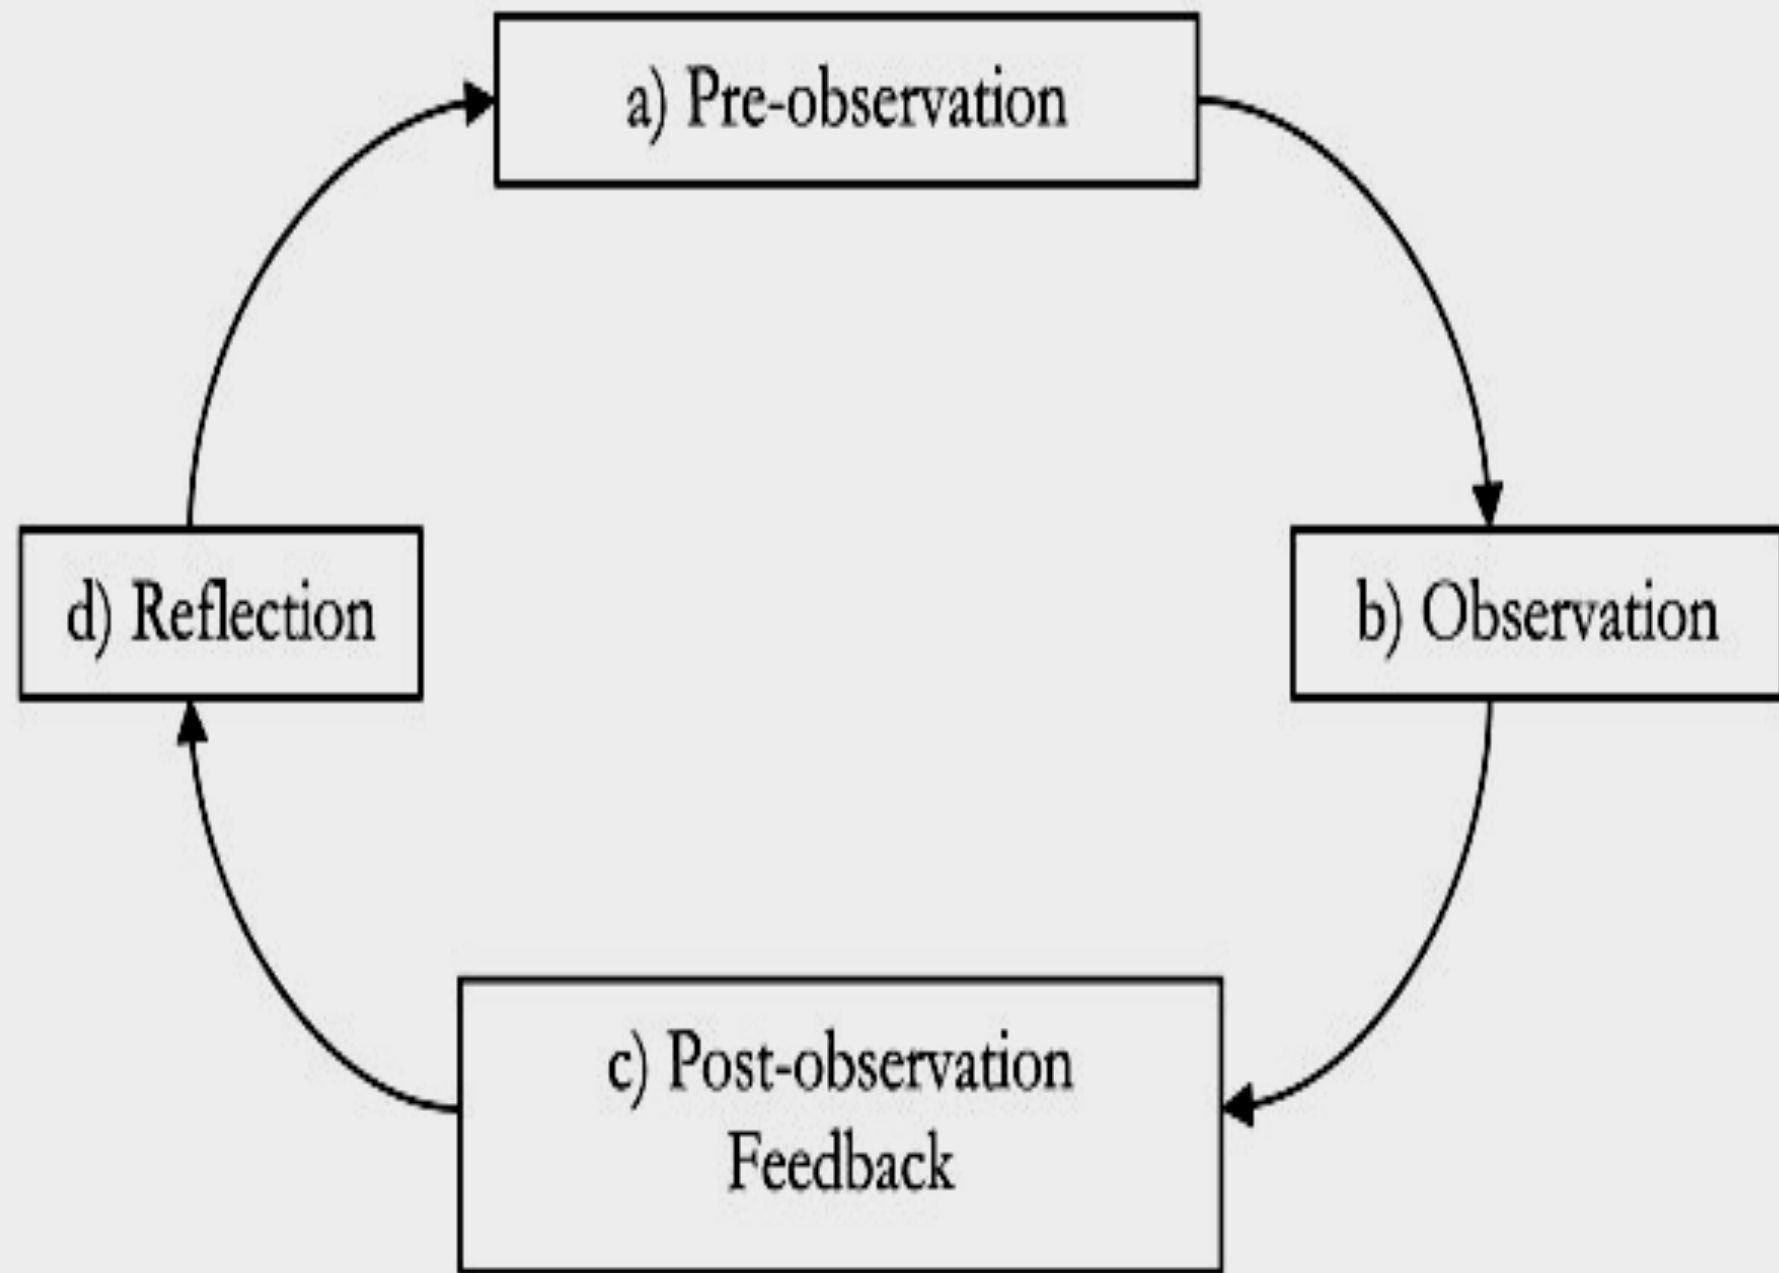 a) Pre-observation
b) Observation
c) Post-observation
Feedback
d) Reflection